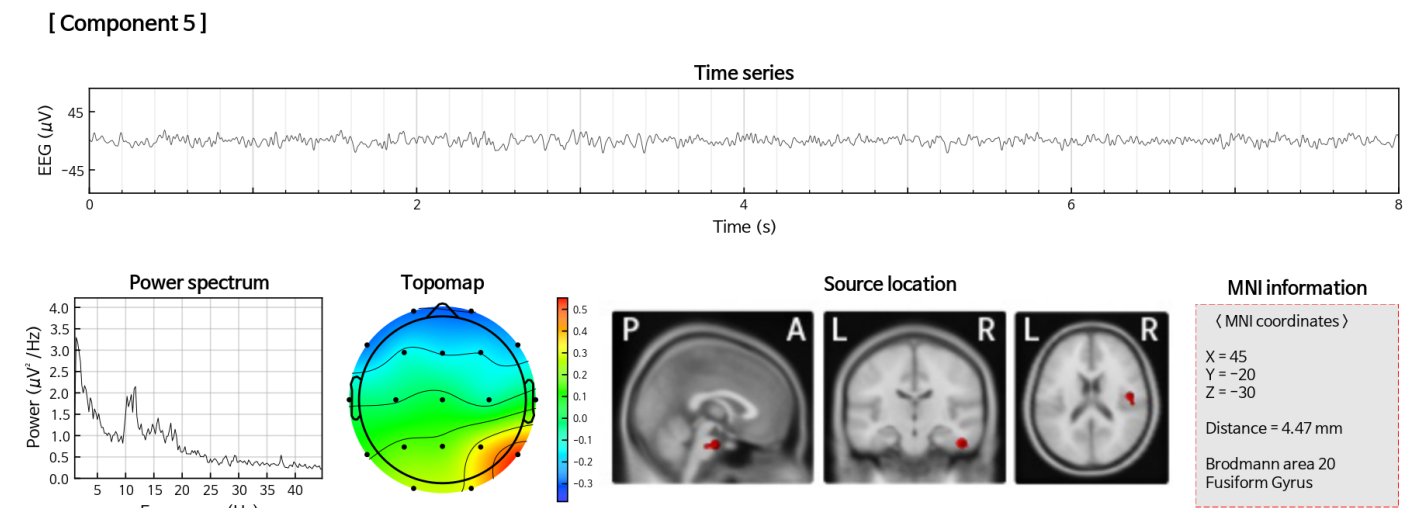 [ Component 5 ]
Time series
EEG (μV)
45
−45
0
2
4
6
8
Time (s)
Power spectrum
Power (μV² /Hz)
4.0
3.5
3.0
2.5
2.0
1.5
1.0
0.5
0.0
5
10
15
20
25
30
35
40
Topomap
0.5
0.4
0.3
0.2
0.1
0.0
−0.1
−0.2
−0.3
Source location
P
A
L
R
L
R
MNI information
〈 MNI coordinates 〉
X = 45
Y = −20
Z = −30
Distance = 4.47 mm
Brodmann area 20
Fusiform Gyrus